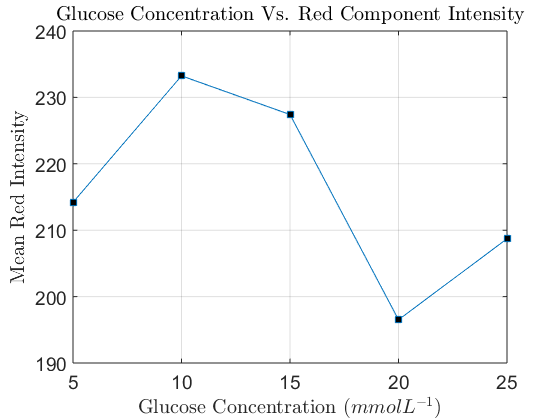 Glucose Concentration Vs. Red Component Intensity
240
230
220
210
200
190
Mean Red Intensity
5 10 15 20 25
Glucose Concentration (mmolL⁻¹)